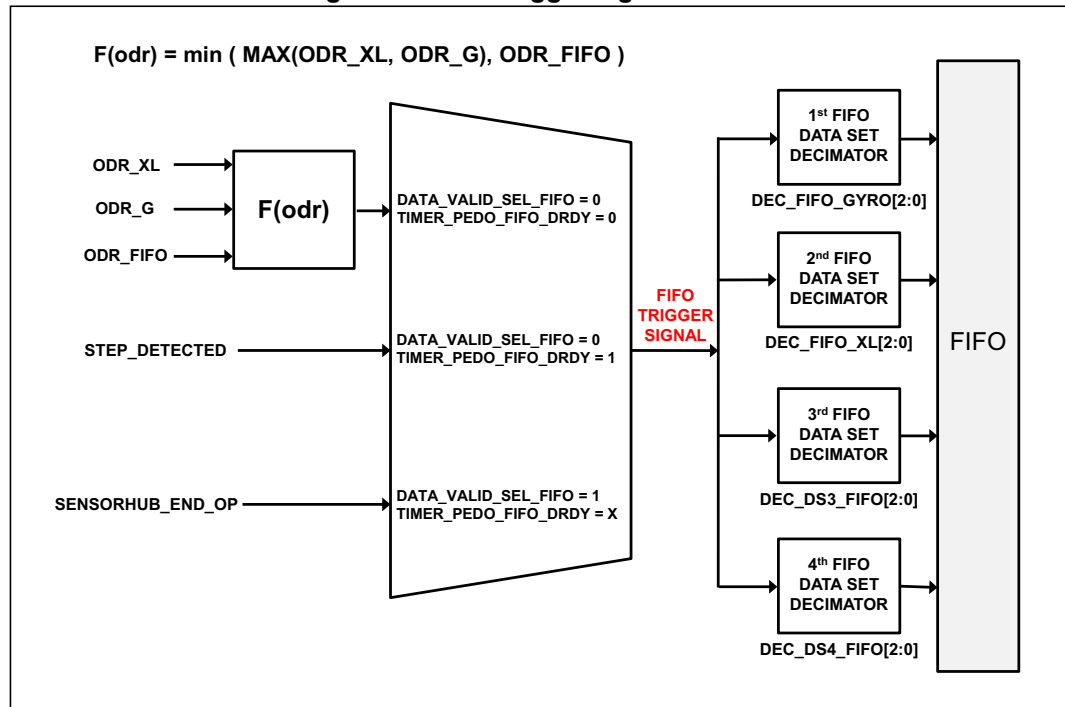 F(odr) = min ( MAX(ODR_XL, ODR_G), ODR_FIFO )
ODR_XL
ODR_G
ODR_FIFO
F(odr)
DATA_VALID_SEL_FIFO = 0
TIMER_PEDO_FIFO_DRDY = 0
STEP_DETECTED
DATA_VALID_SEL_FIFO = 0
TIMER_PEDO_FIFO_DRDY = 1
SENSORHUB_END_OP
DATA_VALID_SEL_FIFO = 1
TIMER_PEDO_FIFO_DRDY = X
FIFO
TRIGGER
SIGNAL
1st FIFO
DATA SET
DECIMATOR
DEC_FIFO_GYRO[2:0]
2nd FIFO
DATA SET
DECIMATOR
DEC_FIFO_XL[2:0]
3rd FIFO
DATA SET
DECIMATOR
DEC_DS3_FIFO[2:0]
4th FIFO
DATA SET
DECIMATOR
DEC_DS4_FIFO[2:0]
FIFO